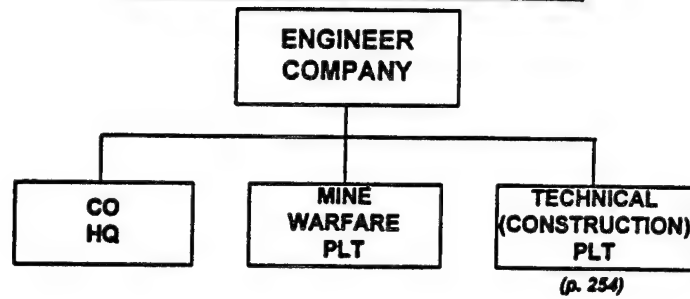 ENGINEER
COMPANY
CO
HQ
MINE
WARFARE
PLT
TECHNICAL
(CONSTRUCTION)
PLT
(p. 254)